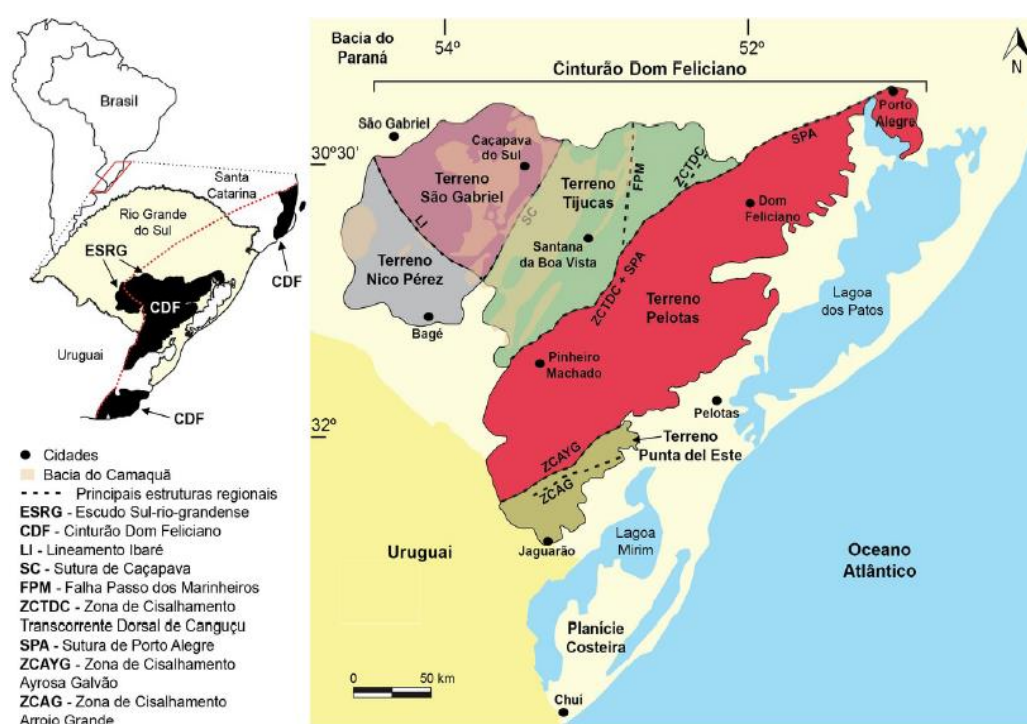 Brasil
Santa
Catarina
Rio Grande
do Sul
ESRG
CDF
CDF
Uruguai
CDF
Cidades
Bacia do Camaquã
Principais estruturas regionais
ESRG - Escudo Sul-rio-grandense
CDF - Cinturão Dom Feliciano
LI - Lineamento Ibaré
SC - Sutura de Caçapava
FPM - Falha Passo dos Marinheiros
ZCTDC - Zona de Cisalhamento
Transcorrente Dorsal de Canguçu
SPA - Sutura de Porto Alegre
ZCAYG - Zona de Cisalhamento
Ayrosa Galvão
ZCAG - Zona de Cisalhamento
Arroio Grande
Bacia do
Paraná
54º
52º
N
Cinturão Dom Feliciano
São Gabriel
Caçapava
do Sul
Porto
Alegre
SPA
30º30'
Terreno
São Gabriel
Terreno
Tijucas
FPM
ZCTDC
Dom
Feliciano
LI
SC
Santana
da Boa Vista
Terreno
Nico Pérez
ZCTDC + SPA
Terreno
Pelotas
Lagoa
dos Patos
Bagé
Pinheiro
Machado
Pelotas
32º
ZCAYG
Terreno
Punta del Este
ZCAG
Jaguarão
Lagoa
Mirim
Uruguai
Oceano
Atlântico
Planície
Costeira
0
50 km
Chuí